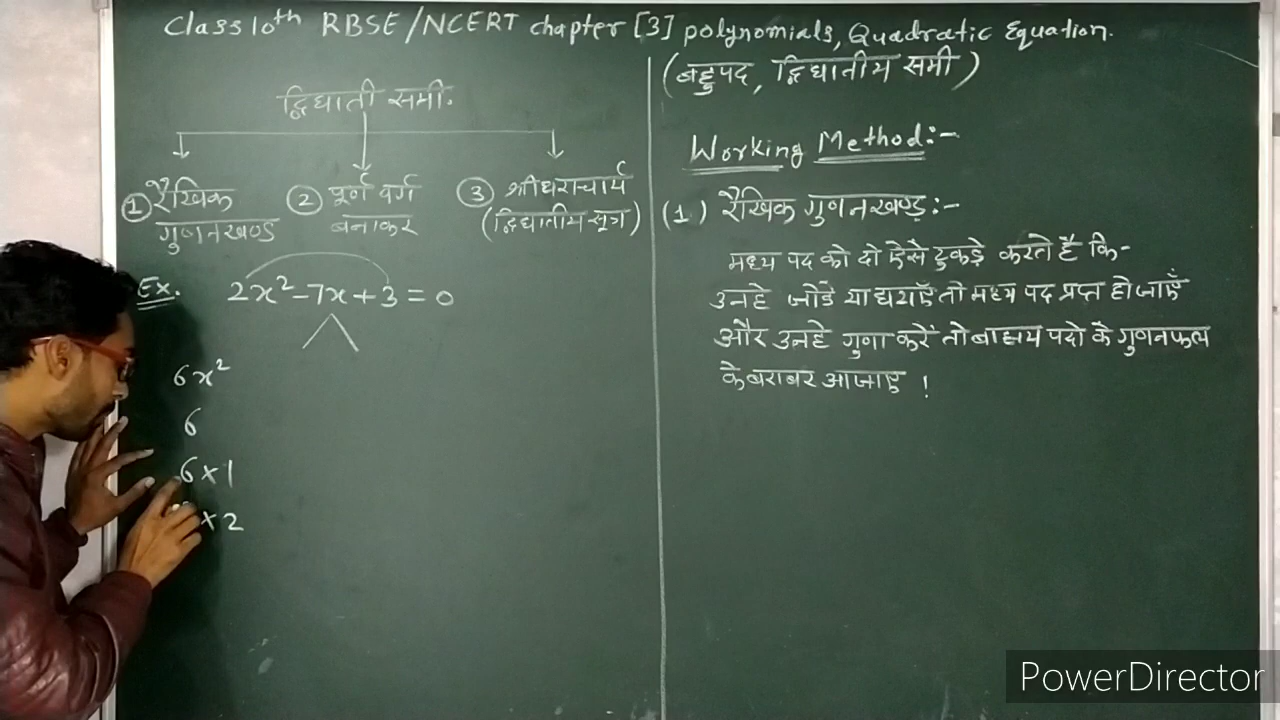 Class 10th RBSE/NCERT chapter [3] polynomials, Quadratic Equation.
(बहुपद, द्विघातीय समी)
द्विघाती समी.
① रैखिक गुणनखण्ड
② पूर्ण वर्ग बनाकर
③ श्रीधराचार्य (द्विघातीय सूत्र)
Ex. 2x²-7x+3=0
6x²
6
6×1
×2
Working Method:-
(1) रैखिक गुणनखण्ड:-
मध्य पद को दो ऐसे टुकड़े करते है कि-
उनहे जोडें या घटाएँ तो मध्य पद प्राप्त हो जाएँ
और उनहे गुणा करें तो बाहाय पदो के गुणनफल
के बराबर आजाए !
PowerDirector